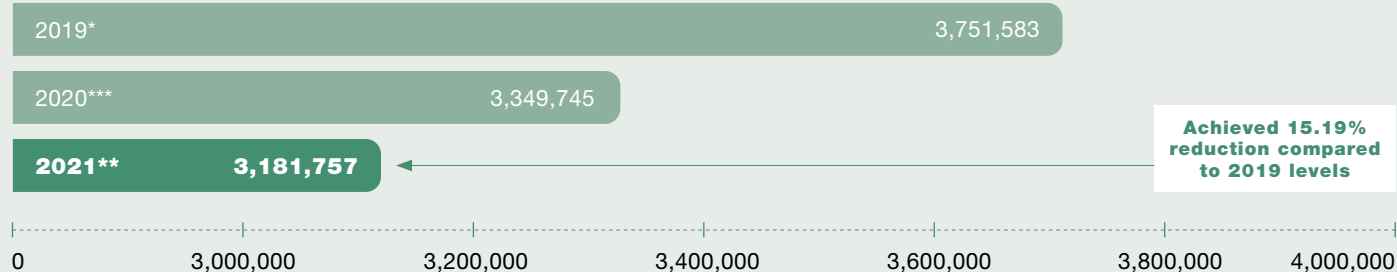 2019* 3,751,583
2020*** 3,349,745
2021** 3,181,757
Achieved 15.19%
reduction compared
to 2019 levels
0 3,000,000 3,200,000 3,400,000 3,600,000 3,800,000 4,000,000